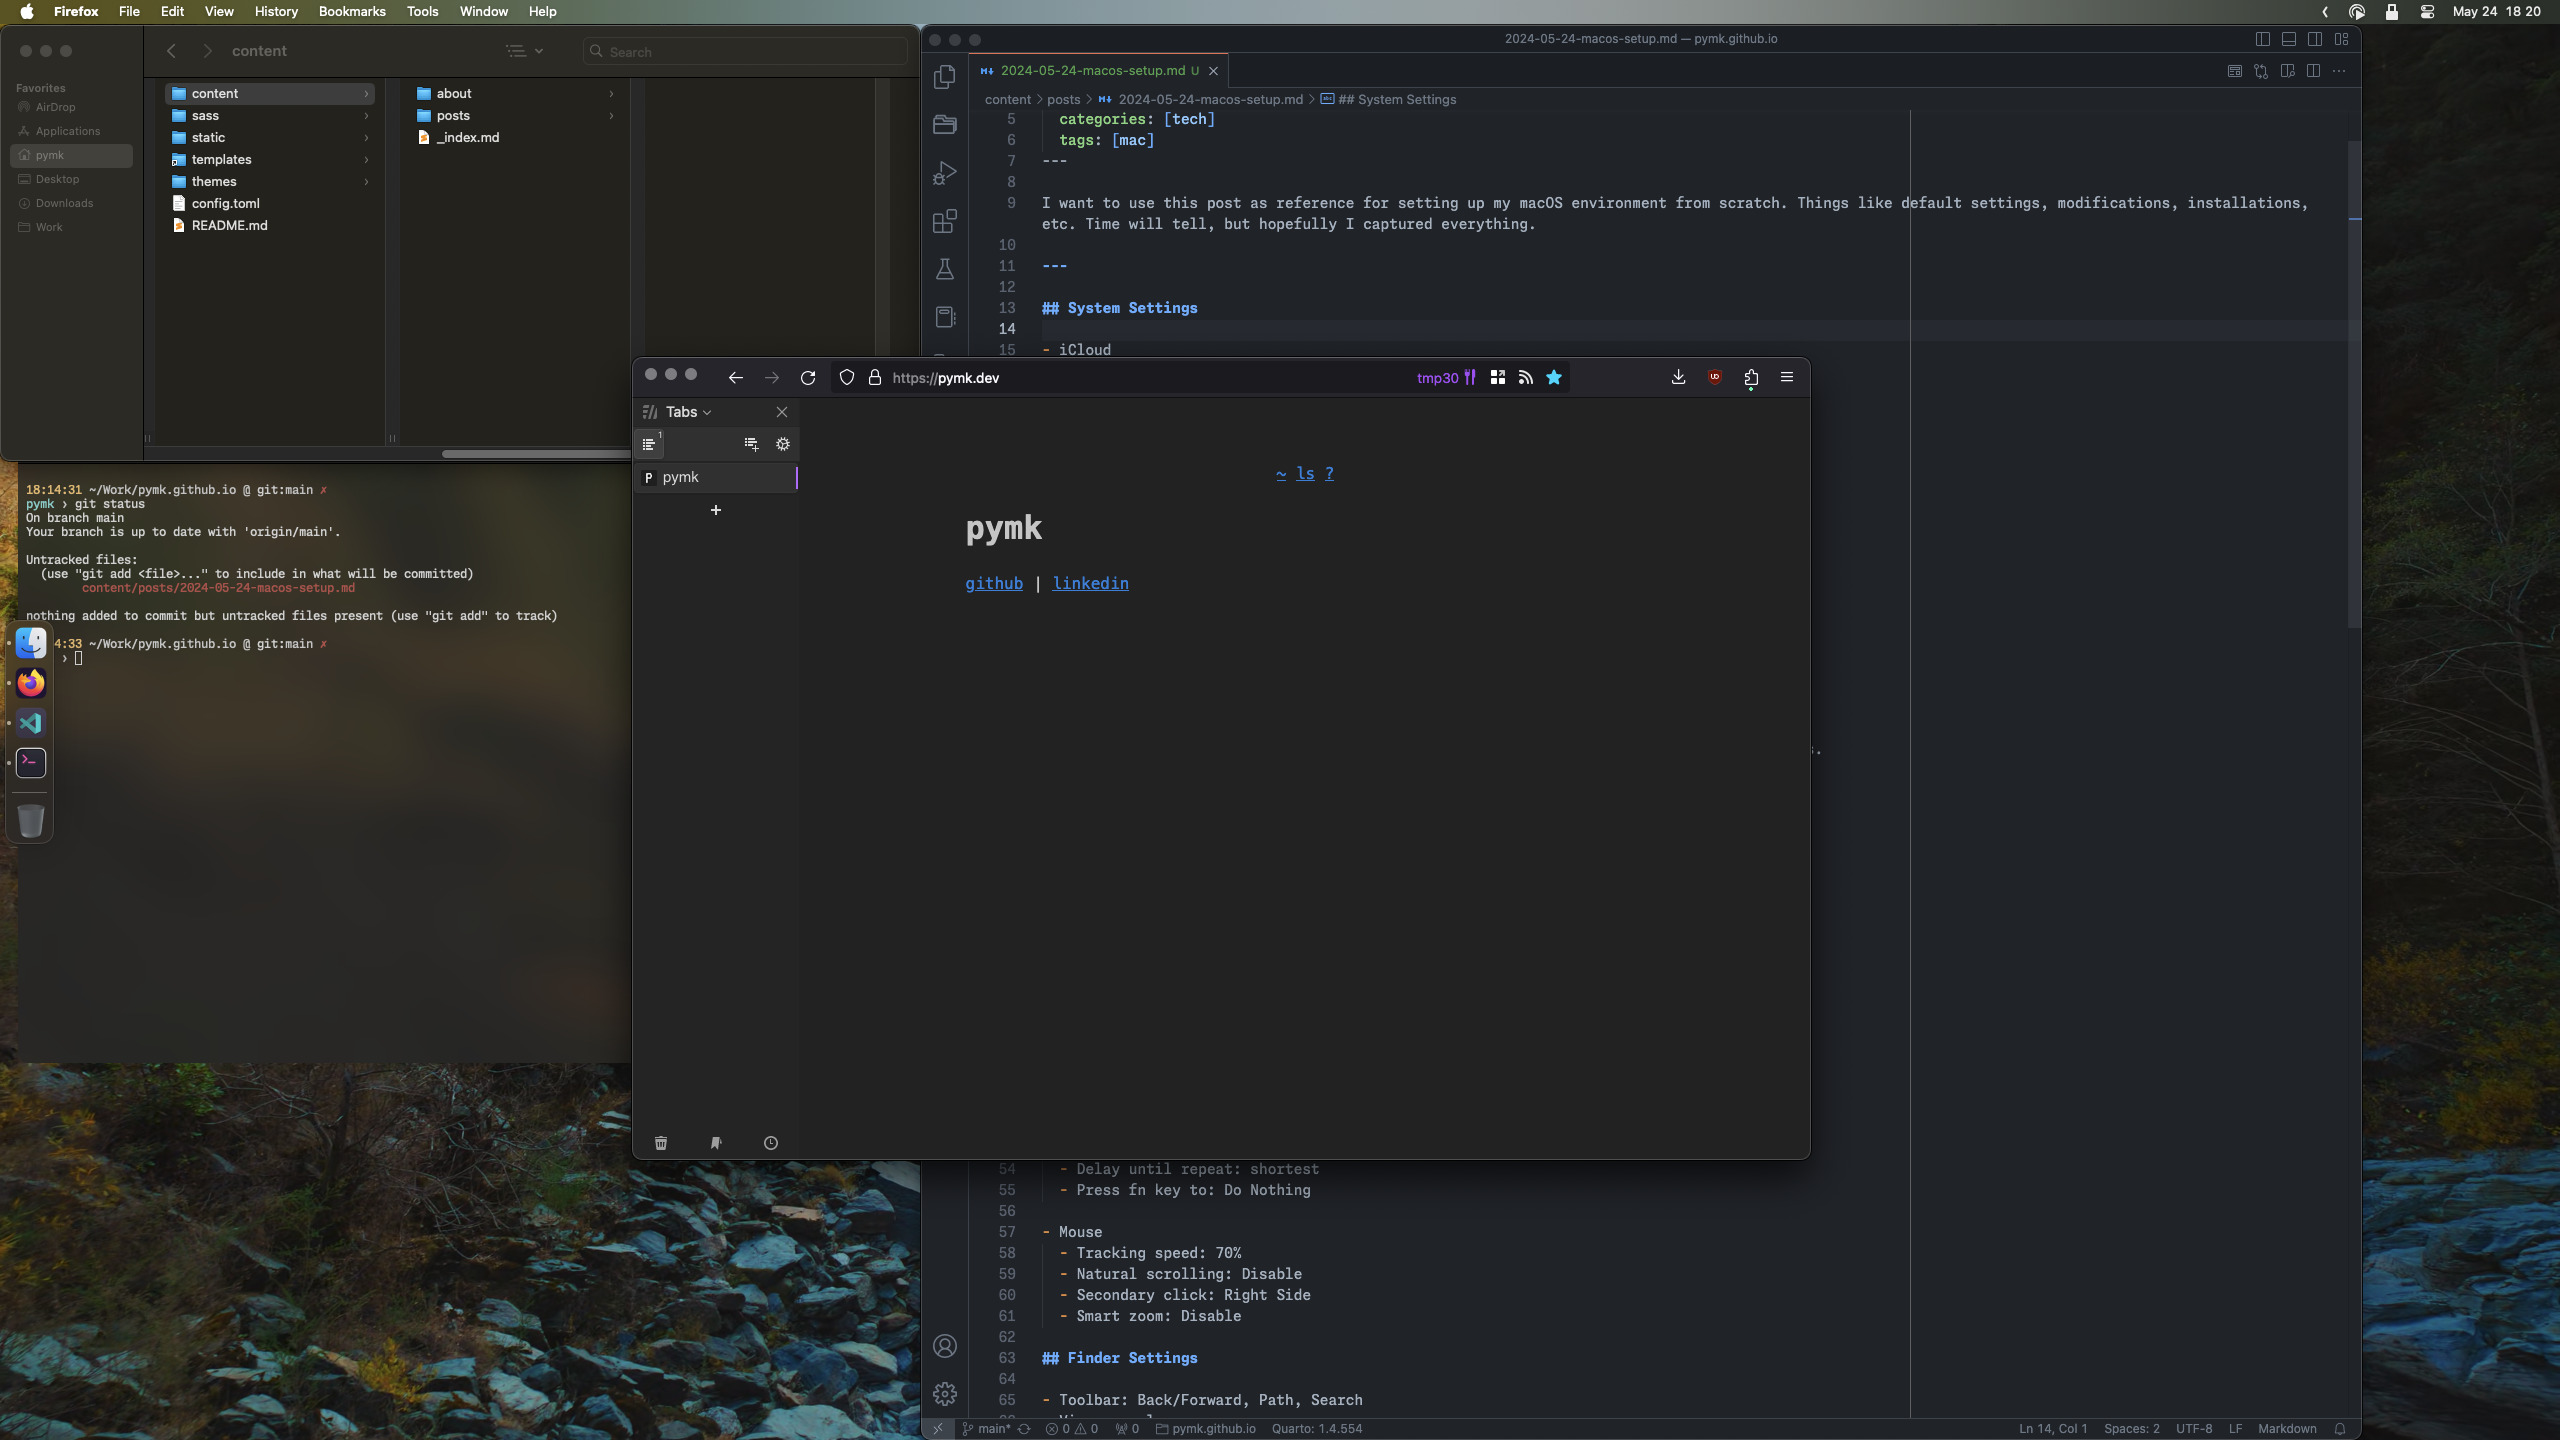 Firefox File Edit View History Bookmarks Tools Window Help
May 24 18 20
content
Search
Favorites
AirDrop
Applications
pymk
Desktop
Downloads
Work
content
sass
static
templates
themes
config.toml
README.md
about
posts
_index.md
18:14:31 ~/Work/pymk.github.io @ git:main ✗
pymk › git status
On branch main
Your branch is up to date with 'origin/main'.
Untracked files:
(use "git add <file>..." to include in what will be committed)
content/posts/2024-05-24-macos-setup.md
nothing added to commit but untracked files present (use "git add" to track)
4:33 ~/Work/pymk.github.io @ git:main ✗
›
2024-05-24-macos-setup.md — pymk.github.io
2024-05-24-macos-setup.md U
content > posts > 2024-05-24-macos-setup.md > ## System Settings
5 categories: [tech]
6 tags: [mac]
7 ---
8
9 I want to use this post as reference for setting up my macOS environment from scratch. Things like default settings, modifications, installations,
etc. Time will tell, but hopefully I captured everything.
10
11 ---
12
13 ## System Settings
14
15 - iCloud
https://pymk.dev
tmp30
Tabs
1
pymk
~ ls ?
pymk
github | linkedin
s.
54 - Delay until repeat: shortest
55 - Press fn key to: Do Nothing
56
57 - Mouse
58 - Tracking speed: 70%
59 - Natural scrolling: Disable
60 - Secondary click: Right Side
61 - Smart zoom: Disable
62
63 ## Finder Settings
64
65 - Toolbar: Back/Forward, Path, Search
main* 0 0 0 pymk.github.io Quarto: 1.4.554
Ln 14, Col 1 Spaces: 2 UTF-8 LF Markdown